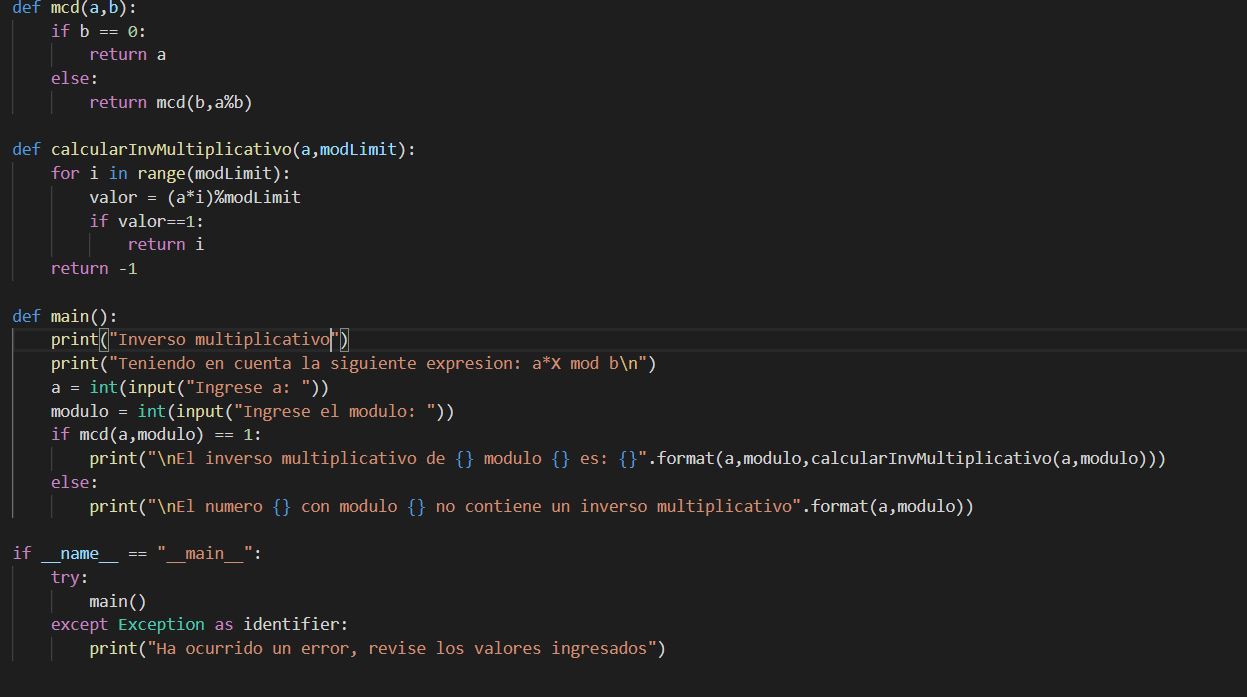 def mcd(a,b):
    if b == 0:
        return a
    else:
        return mcd(b,a%b)

def calcularInvMultiplicativo(a,modLimit):
    for i in range(modLimit):
        valor = (a*i)%modLimit
        if valor==1:
            return i
    return -1

def main():
    print("Inverso multiplicativo")
    print("Teniendo en cuenta la siguiente expresion: a*X mod b\n")
    a = int(input("Ingrese a: "))
    modulo = int(input("Ingrese el modulo: "))
    if mcd(a,modulo) == 1:
        print("\nEl inverso multiplicativo de {} modulo {} es: {}".format(a,modulo,calcularInvMultiplicativo(a,modulo)))
    else:
        print("\nEl numero {} con modulo {} no contiene un inverso multiplicativo".format(a,modulo))

if __name__ == "__main__":
    try:
        main()
    except Exception as identifier:
        print("Ha ocurrido un error, revise los valores ingresados")